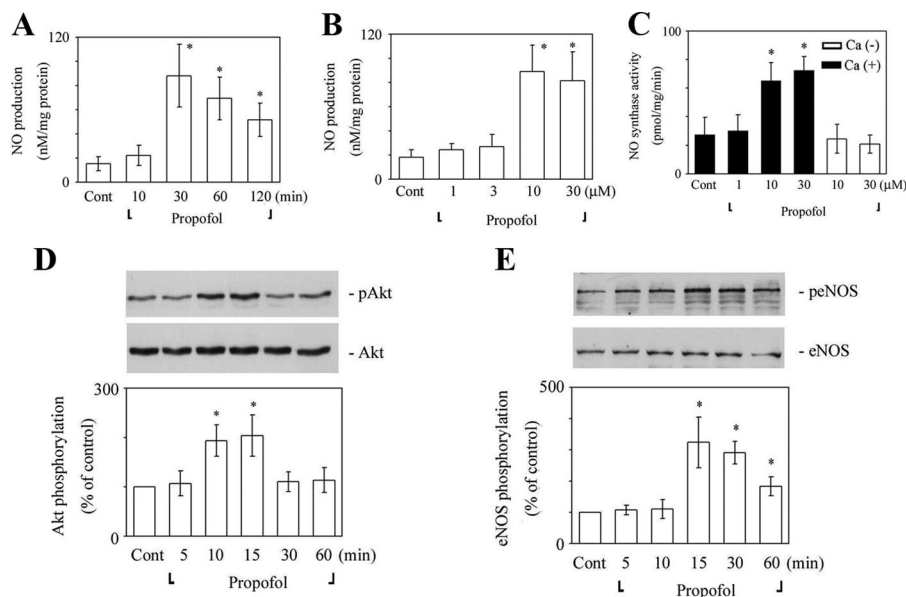 A
NO production
(nM/mg protein)
120
0
*
*
*
Cont 10 30 60 120 (min)
Propofol
B
NO production
(nM/mg protein)
120
0
*
*
Cont 1 3 10 30 (μM)
Propofol
C
NO synthase activity
(pmol/mg/min)
100
0
*
*
Ca (-)
Ca (+)
Cont 1 10 30 10 30 (μM)
Propofol
D
- pAkt
- Akt
Akt phosphorylation
(% of control)
300
0
*
*
Cont 5 10 15 30 60 (min)
Propofol
E
- peNOS
- eNOS
eNOS phosphorylation
(% of control)
500
0
*
*
*
Cont 5 10 15 30 60 (min)
Propofol